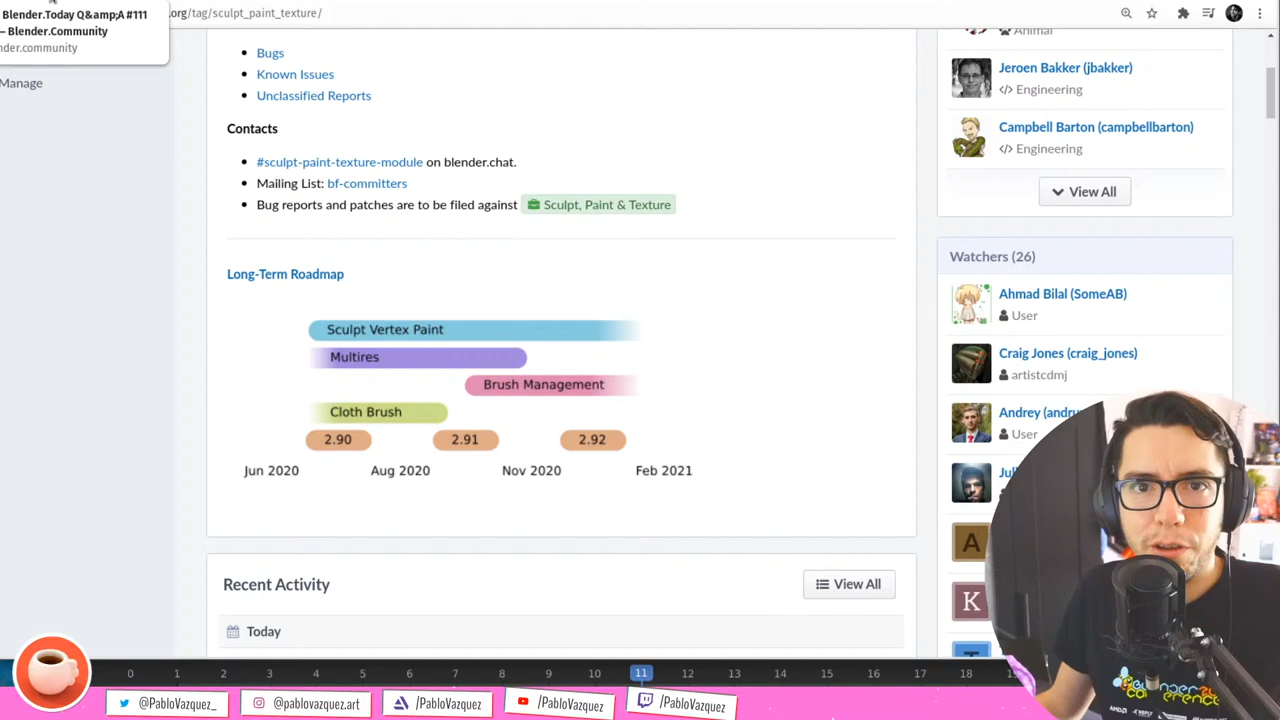 Blender.Today Q&amp;A #111
– Blender.Community
nder.community
.org/tag/sculpt_paint_texture/
Manage
Bugs
Known Issues
Unclassified Reports
Contacts
#sculpt-paint-texture-module on blender.chat.
Mailing List: bf-committers
Bug reports and patches are to be filed against Sculpt, Paint & Texture
Long-Term Roadmap
Sculpt Vertex Paint
Multires
Brush Management
Cloth Brush
2.90 2.91 2.92
Jun 2020 Aug 2020 Nov 2020 Feb 2021
Recent Activity
View All
Today
Animal
Jeroen Bakker (jbakker)
</> Engineering
Campbell Barton (campbellbarton)
</> Engineering
View All
Watchers (26)
Ahmad Bilal (SomeAB)
User
Craig Jones (craig_jones)
artistcdmj
Andrey (andr
User
Jul
A
K
0 1 2 3 4 5 6 7 8 9 10 11 12 13 14 15 16 17 18
@PabloVazquez_ @pablovazquez.art /PabloVazquez /PabloVazquez /PabloVazquez